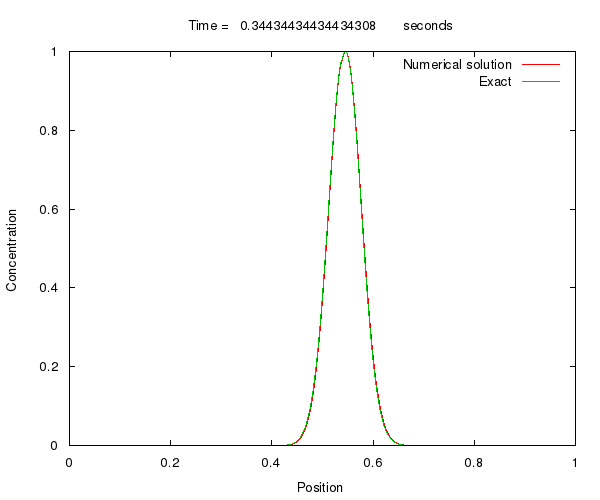 Time = 0.34434434434434308 seconds
Numerical solution
Exact
1
0.8
0.6
0.4
0.2
0
Concentration
0 0.2 0.4 0.6 0.8 1
Position